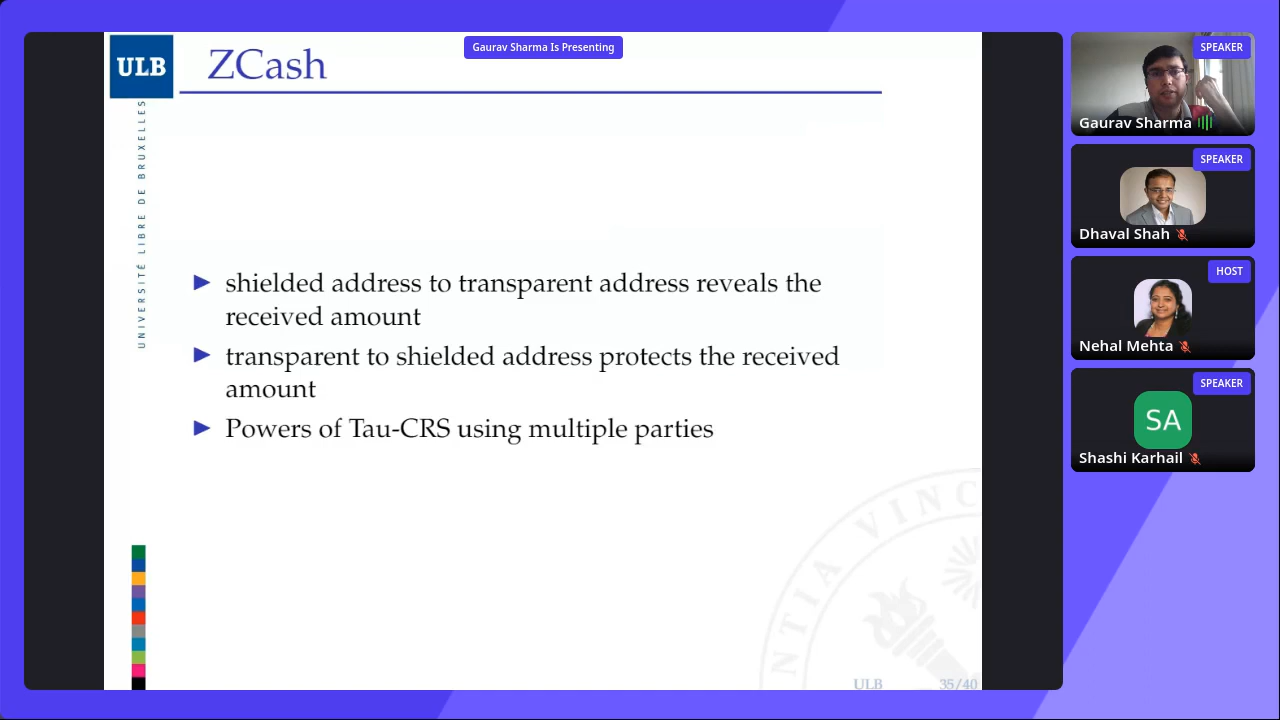 Gaurav Sharma Is Presenting
ULB
ZCash
UNIVERSITÉ LIBRE DE BRUXELLES
shielded address to transparent address reveals the
received amount
transparent to shielded address protects the received
amount
Powers of Tau-CRS using multiple parties
NTIA VINC
ULB 35/40
SPEAKER
Gaurav Sharma
SPEAKER
Dhaval Shah
HOST
Nehal Mehta
SPEAKER
SA
Shashi Karhail